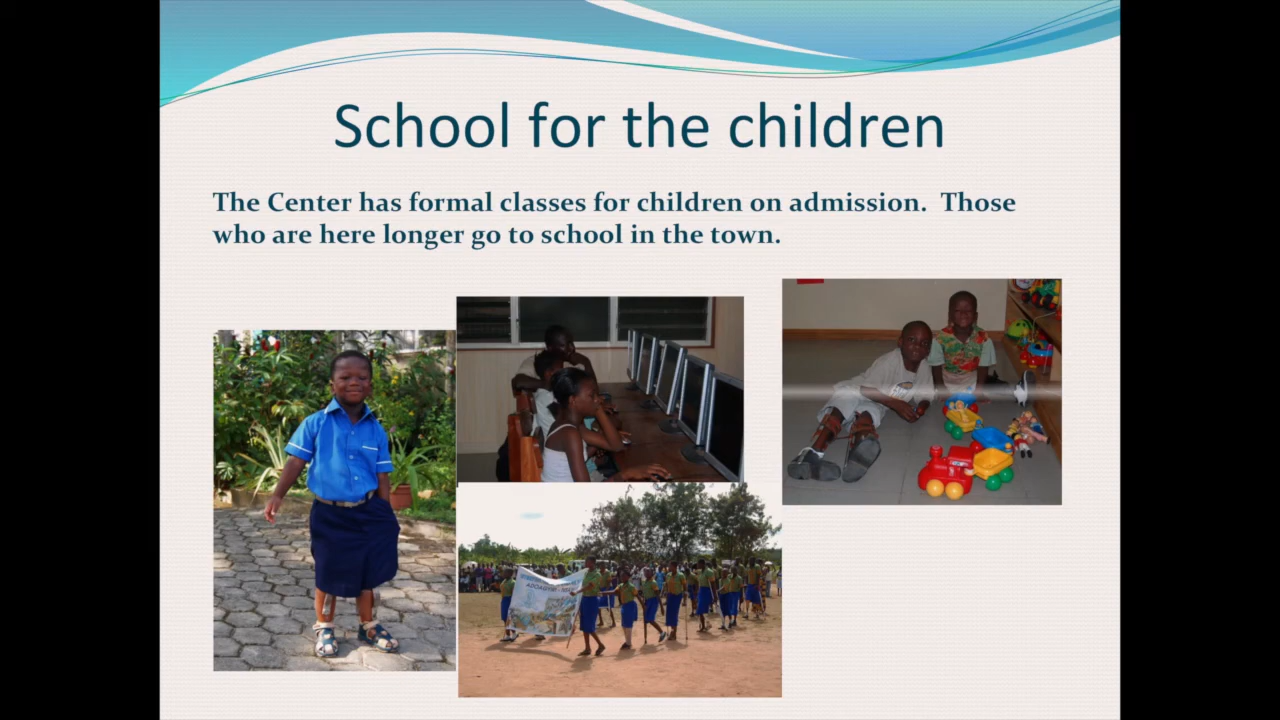 School for the children
The Center has formal classes for children on admission.  Those
who are here longer go to school in the town.